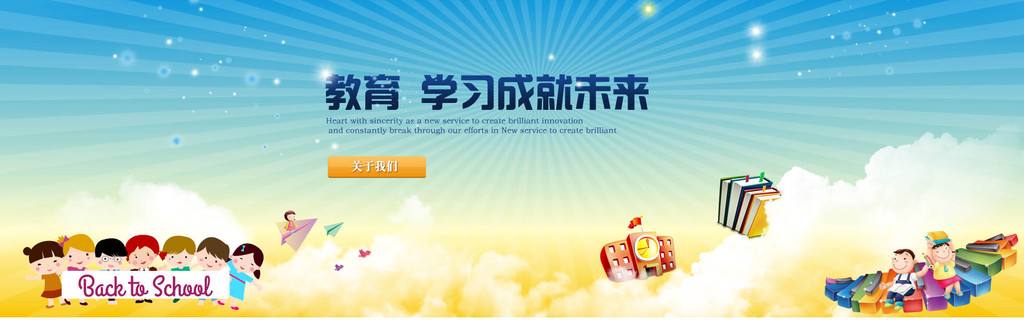 教育 学习成就未来
Heart with sincerity as a new service to create brilliant innovation
and constantly break through our efforts in New service to create brilliant
关于我们
Back to School